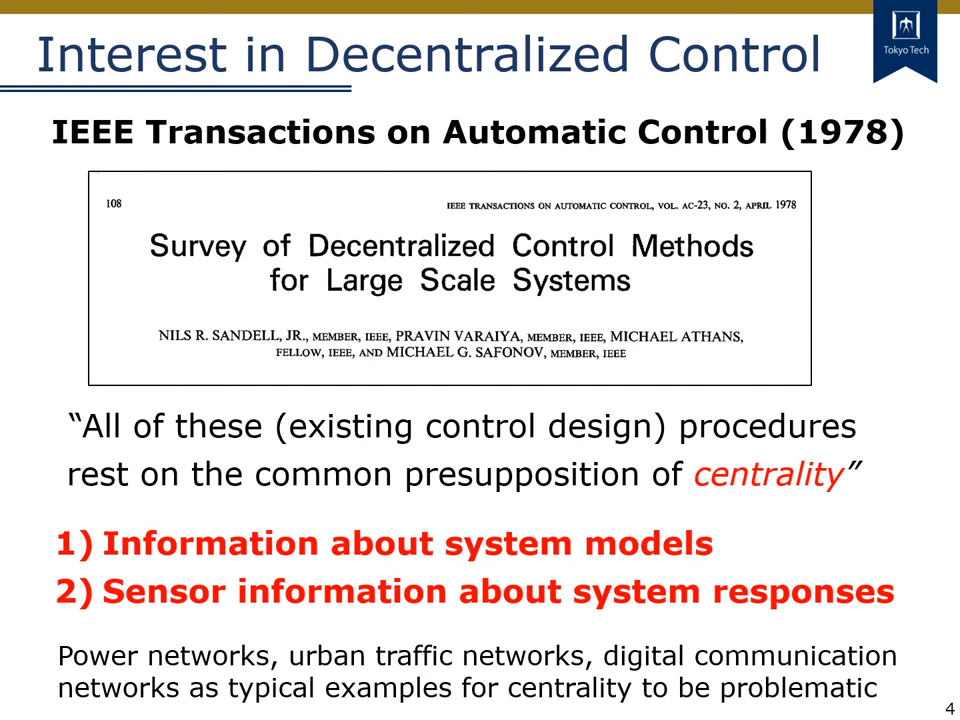 Interest in Decentralized Control
Tokyo Tech
IEEE Transactions on Automatic Control (1978)
108
IEEE TRANSACTIONS ON AUTOMATIC CONTROL, VOL. AC-23, NO. 2, APRIL 1978
Survey of Decentralized Control Methods
for Large Scale Systems
NILS R. SANDELL, JR., MEMBER, IEEE, PRAVIN VARAIYA, MEMBER, IEEE, MICHAEL ATHANS,
FELLOW, IEEE, AND MICHAEL G. SAFONOV, MEMBER, IEEE
“All of these (existing control design) procedures
rest on the common presupposition of centrality”
1) Information about system models
2) Sensor information about system responses
Power networks, urban traffic networks, digital communication
networks as typical examples for centrality to be problematic
4